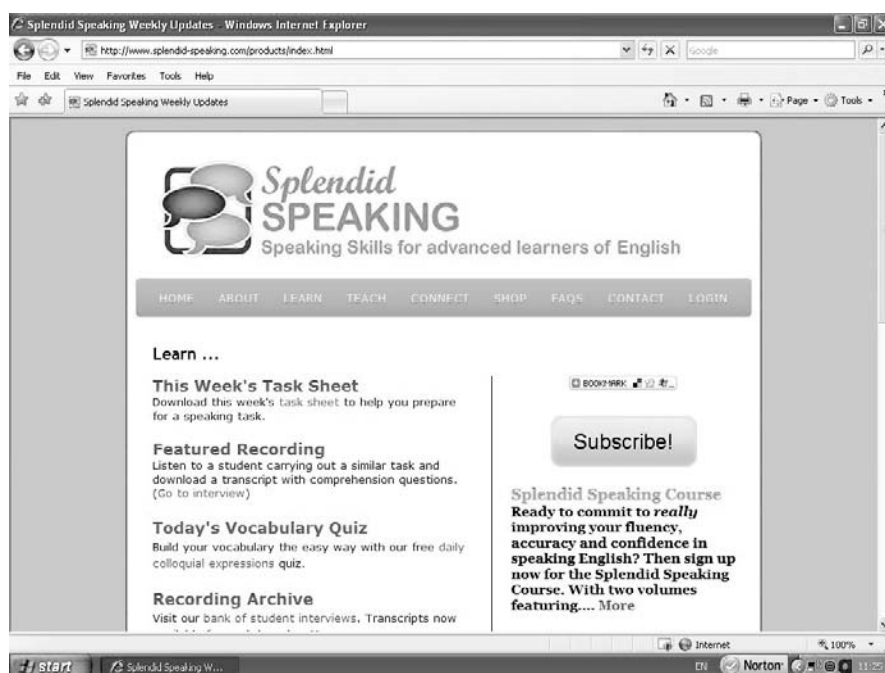 Splendid Speaking Weekly Updates - Windows Internet Explorer
http://www.splendid-speaking.com/products/index.html
Google
File Edit View Favorites Tools Help
Splendid Speaking Weekly Updates
Page Tools
Splendid
SPEAKING
Speaking Skills for advanced learners of English
HOME ABOUT LEARN TEACH CONNECT SHOP FAQS CONTACT LOGIN
Learn ...
This Week's Task Sheet
Download this week's task sheet to help you prepare
for a speaking task.
Featured Recording
Listen to a student carrying out a similar task and
download a transcript with comprehension questions.
(Go to interview)
Today's Vocabulary Quiz
Build your vocabulary the easy way with our free daily
colloquial expressions quiz.
Recording Archive
Visit our bank of student interviews. Transcripts now
BOOKMARK
Subscribe!
Splendid Speaking Course
Ready to commit to really
improving your fluency,
accuracy and confidence in
speaking English? Then sign up
now for the Splendid Speaking
Course. With two volumes
featuring.... More
Internet 100%
start Splendid Speaking W... EN Norton 11:25